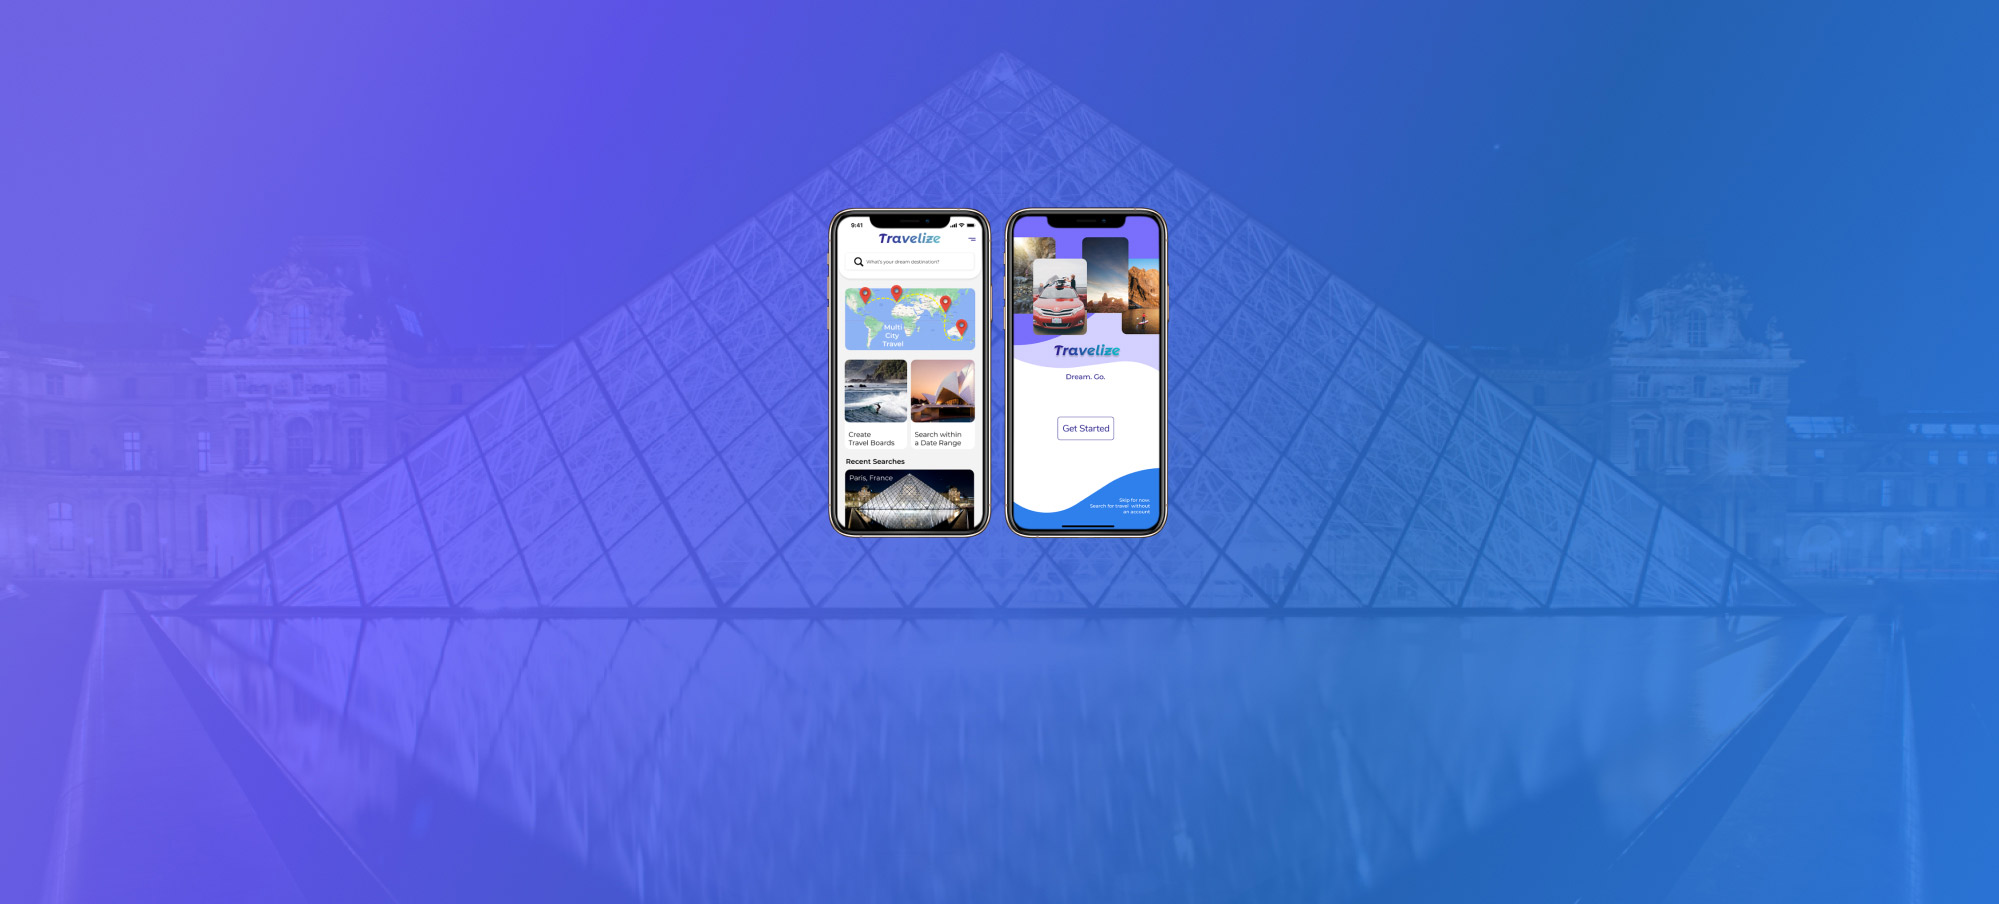 9:41
Travelize
What's your dream destination?
Multi
City
Travel
Create
Travel Boards
Search within
a Date Range
Recent Searches
Paris, France
Travelize
Dream. Go.
Get Started
Skip for now.
Search for travel without
an account